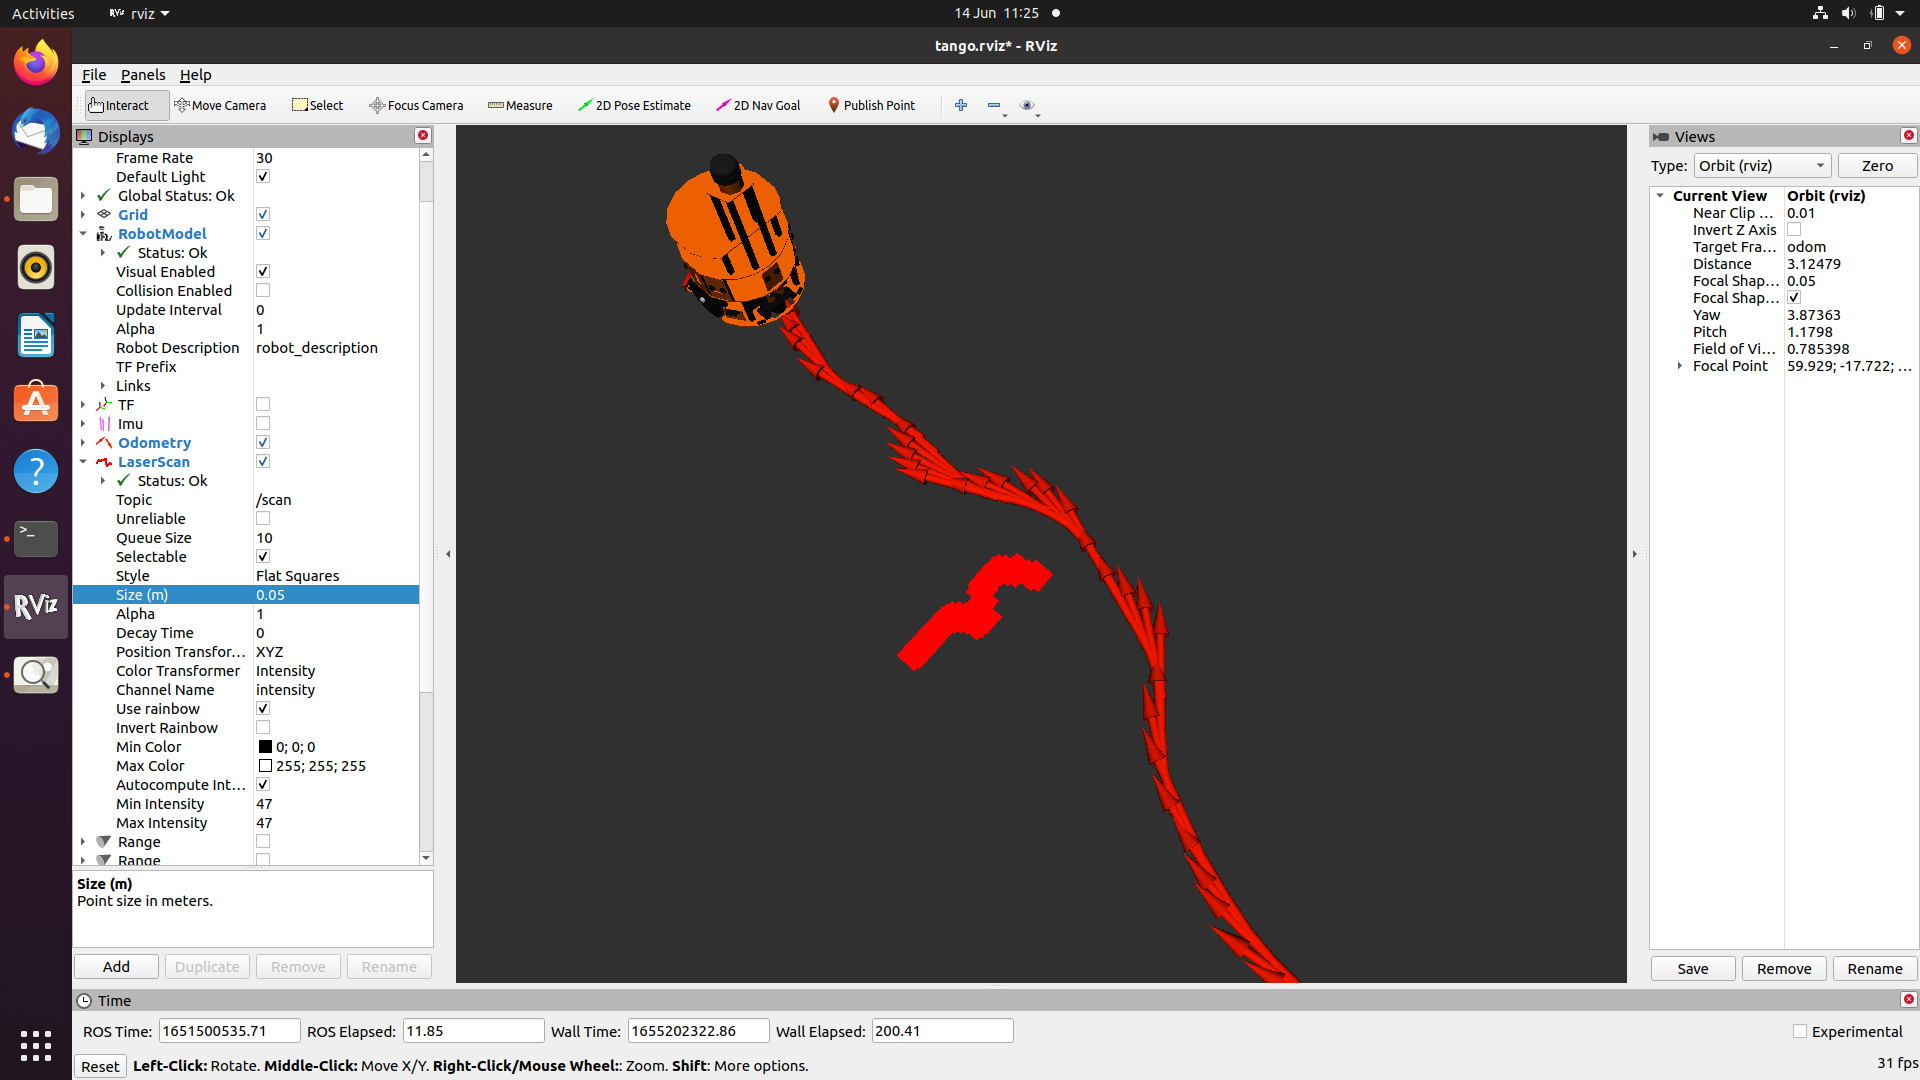 Activities
RViz rviz
14 Jun 11:25
tango.rviz* - RViz
File Panels Help
Interact Move Camera Select Focus Camera Measure 2D Pose Estimate 2D Nav Goal Publish Point
Displays
Frame Rate 30
Default Light
Global Status: Ok
Grid
RobotModel
Status: Ok
Visual Enabled
Collision Enabled
Update Interval 0
Alpha 1
Robot Description robot_description
TF Prefix
Links
TF
Imu
Odometry
LaserScan
Status: Ok
Topic /scan
Unreliable
Queue Size 10
Selectable
Style Flat Squares
Size (m) 0.05
Alpha 1
Decay Time 0
Position Transfor… XYZ
Color Transformer Intensity
Channel Name intensity
Use rainbow
Invert Rainbow
Min Color 0; 0; 0
Max Color 255; 255; 255
Autocompute Int…
Min Intensity 47
Max Intensity 47
Range
Range
Size (m)
Point size in meters.
Add Duplicate Remove Rename
Views
Type: Orbit (rviz) Zero
Current View Orbit (rviz)
Near Clip … 0.01
Invert Z Axis
Target Fra… odom
Distance 3.12479
Focal Shap… 0.05
Focal Shap…
Yaw 3.87363
Pitch 1.1798
Field of Vi… 0.785398
Focal Point 59.929; -17.722; …
Save Remove Rename
RViz
Time
ROS Time: 1651500535.71 ROS Elapsed: 11.85 Wall Time: 1655202322.86 Wall Elapsed: 200.41 Experimental
Reset Left-Click: Rotate. Middle-Click: Move X/Y. Right-Click/Mouse Wheel:: Zoom. Shift: More options. 31 fps